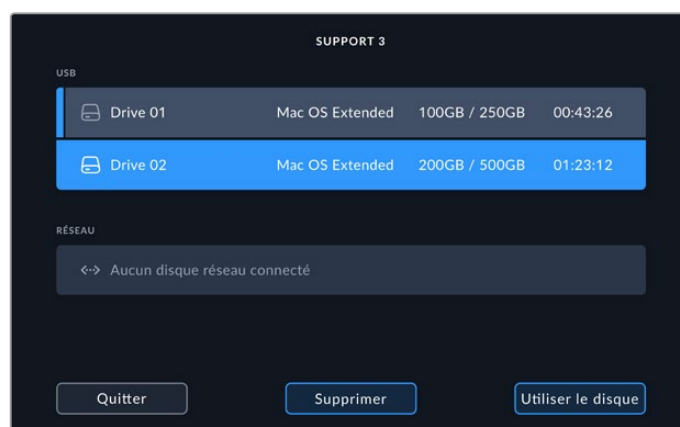 SUPPORT 3
USB
Drive 01 Mac OS Extended 100GB / 250GB 00:43:26
Drive 02 Mac OS Extended 200GB / 500GB 01:23:12
RÉSEAU
Aucun disque réseau connecté
Quitter Supprimer Utiliser le disque